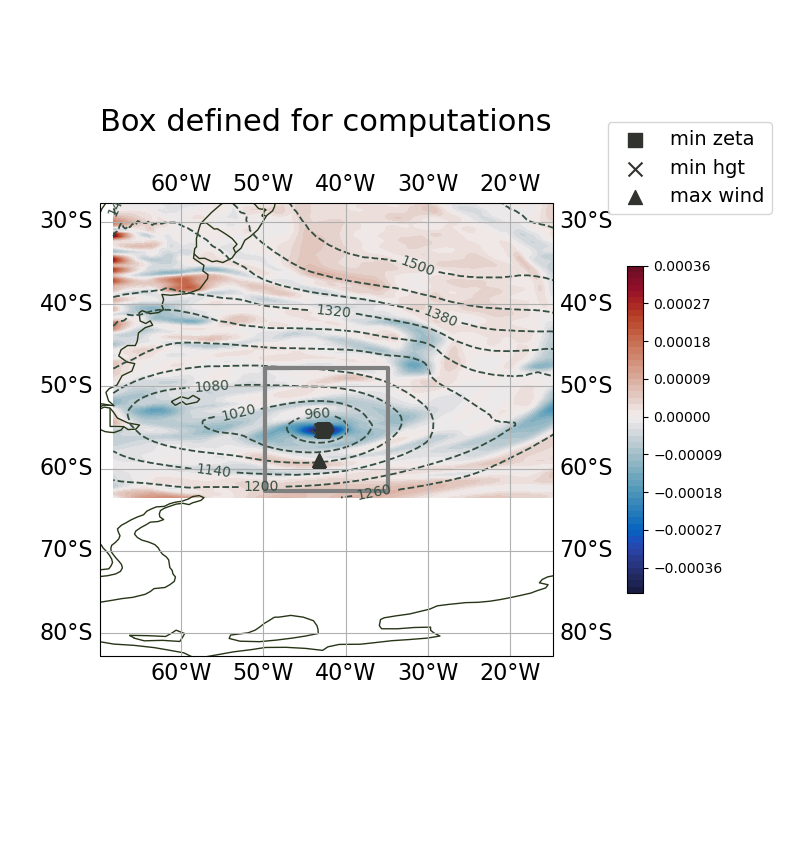 Box defined for computations
min zeta
min hgt
max wind
60°W 50°W 40°W 30°W 20°W
30°S 30°S
40°S 40°S
50°S 50°S
60°S 60°S
70°S 70°S
80°S 80°S
60°W 50°W 40°W 30°W 20°W
1500
1320 1380
1080
1020 960
1140
1200 1260
0.00036
0.00027
0.00018
0.00009
0.00000
−0.00009
−0.00018
−0.00027
−0.00036